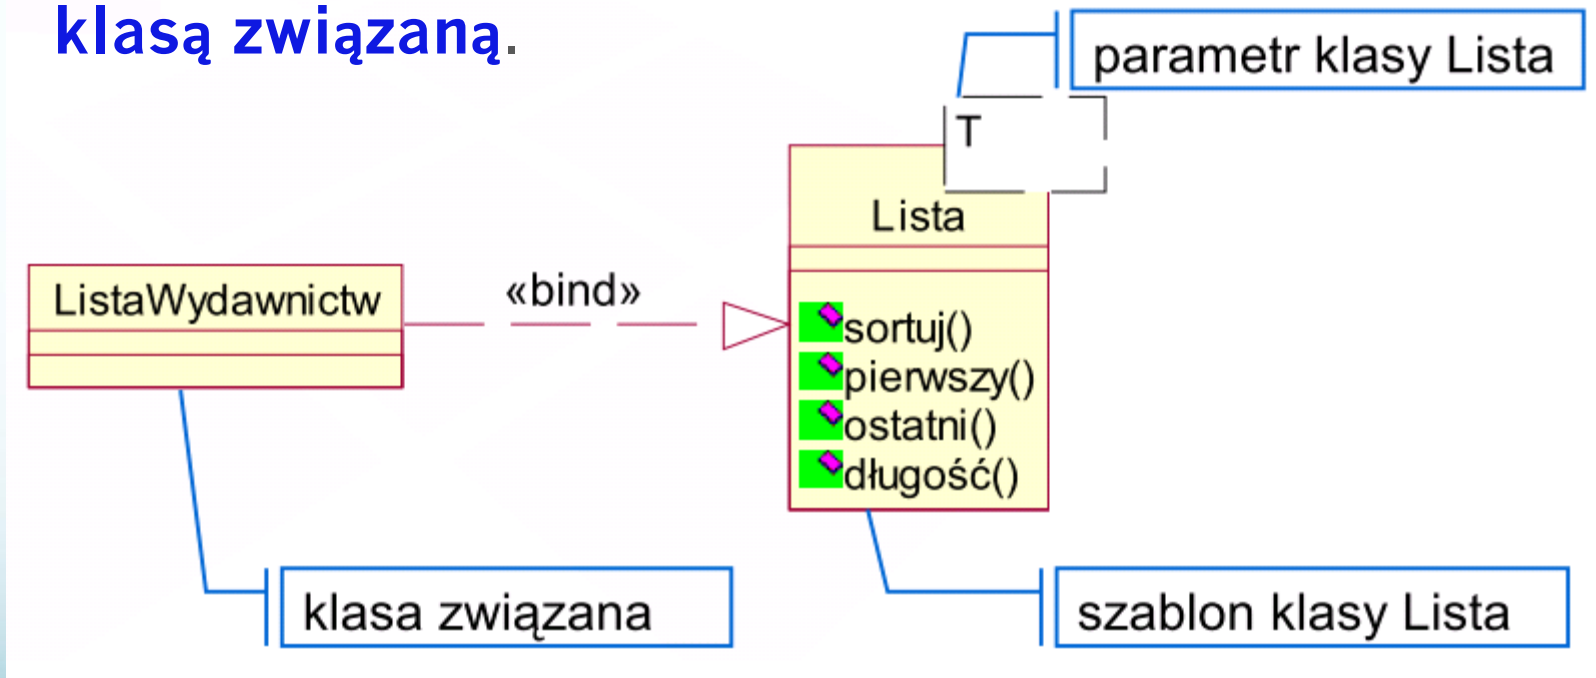 klasą związaną.
parametr klasy Lista
T
Lista
ListaWydawnictw
«bind»
sortuj()
pierwszy()
ostatni()
długość()
klasa związana
szablon klasy Lista